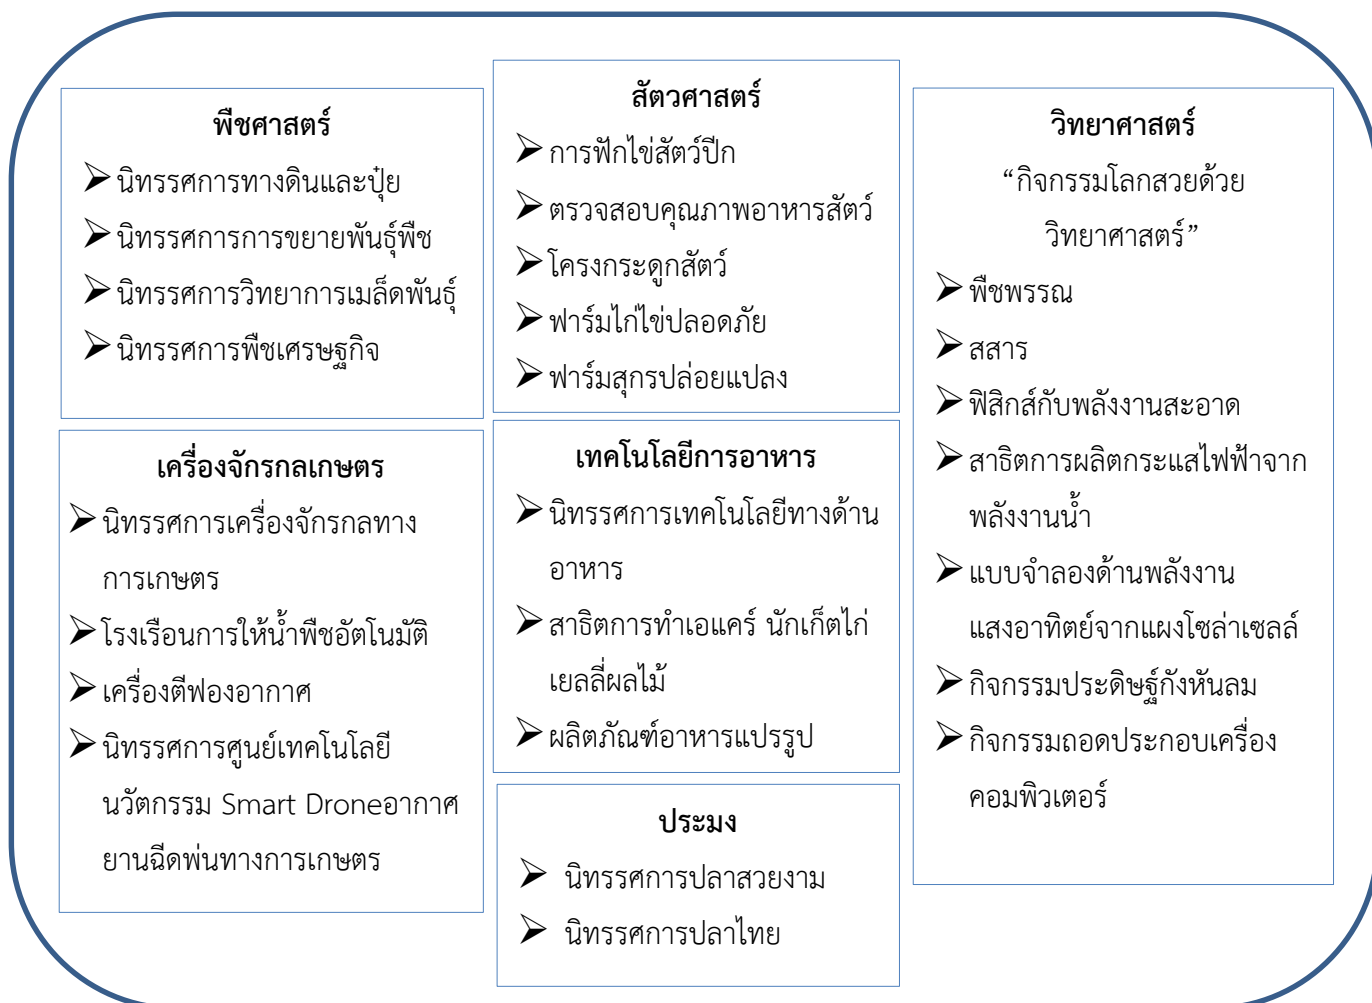 พืชศาสตร์
➢ นิทรรศการทางดินและปุ๋ย
➢ นิทรรศการการขยายพันธุ์พืช
➢ นิทรรศการวิทยาการเมล็ดพันธุ์
➢ นิทรรศการพืชเศรษฐกิจ
สัตวศาสตร์
➢ การฟักไข่สัตว์ปีก
➢ ตรวจสอบคุณภาพอาหารสัตว์
➢ โครงกระดูกสัตว์
➢ ฟาร์มไก่ไข่ปลอดภัย
➢ ฟาร์มสุกรปล่อยแปลง
วิทยาศาสตร์
“กิจกรรมโลกสวยด้วย
วิทยาศาสตร์”
➢ พืชพรรณ
➢ สสาร
➢ ฟิสิกส์กับพลังงานสะอาด
➢ สาธิตการผลิตกระแสไฟฟ้าจาก
พลังงานน้ำ
➢ แบบจำลองด้านพลังงาน
แสงอาทิตย์จากแผงโซล่าเซลล์
➢ กิจกรรมประดิษฐ์กังหันลม
➢ กิจกรรมถอดประกอบเครื่อง
คอมพิวเตอร์
เครื่องจักรกลเกษตร
➢ นิทรรศการเครื่องจักรกลทาง
การเกษตร
➢ โรงเรือนการให้น้ำพืชอัตโนมัติ
➢ เครื่องตีฟองอากาศ
➢ นิทรรศการศูนย์เทคโนโลยี
นวัตกรรม Smart Droneอากาศ
ยานฉีดพ่นทางการเกษตร
เทคโนโลยีการอาหาร
➢ นิทรรศการเทคโนโลยีทางด้าน
อาหาร
➢ สาธิตการทำเอแคร์ นักเก็ตไก่
เยลลี่ผลไม้
➢ ผลิตภัณฑ์อาหารแปรรูป
ประมง
➢ นิทรรศการปลาสวยงาม
➢ นิทรรศการปลาไทย